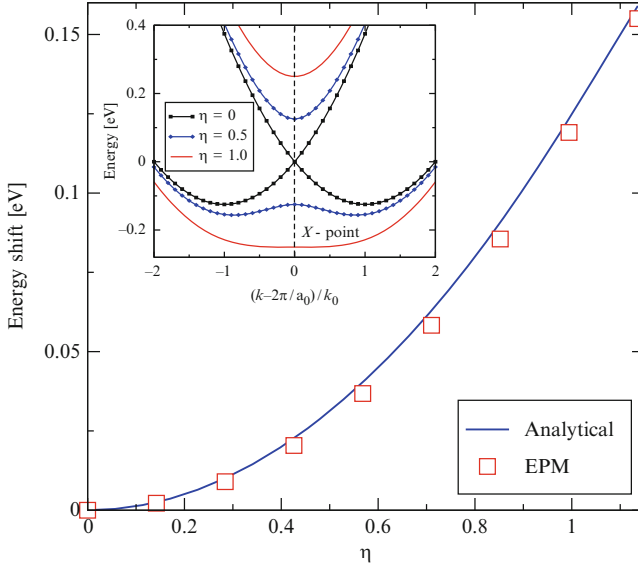 0.15
0.1
0.05
0
Energy shift [eV]
0.4
0.2
0
−0.2
Energy [eV]
η = 0
η = 0.5
η = 1.0
X - point
−2 −1 0 1 2
(k−2π/a₀)/k₀
Analytical
EPM
0 0.2 0.4 0.6 0.8 1
η